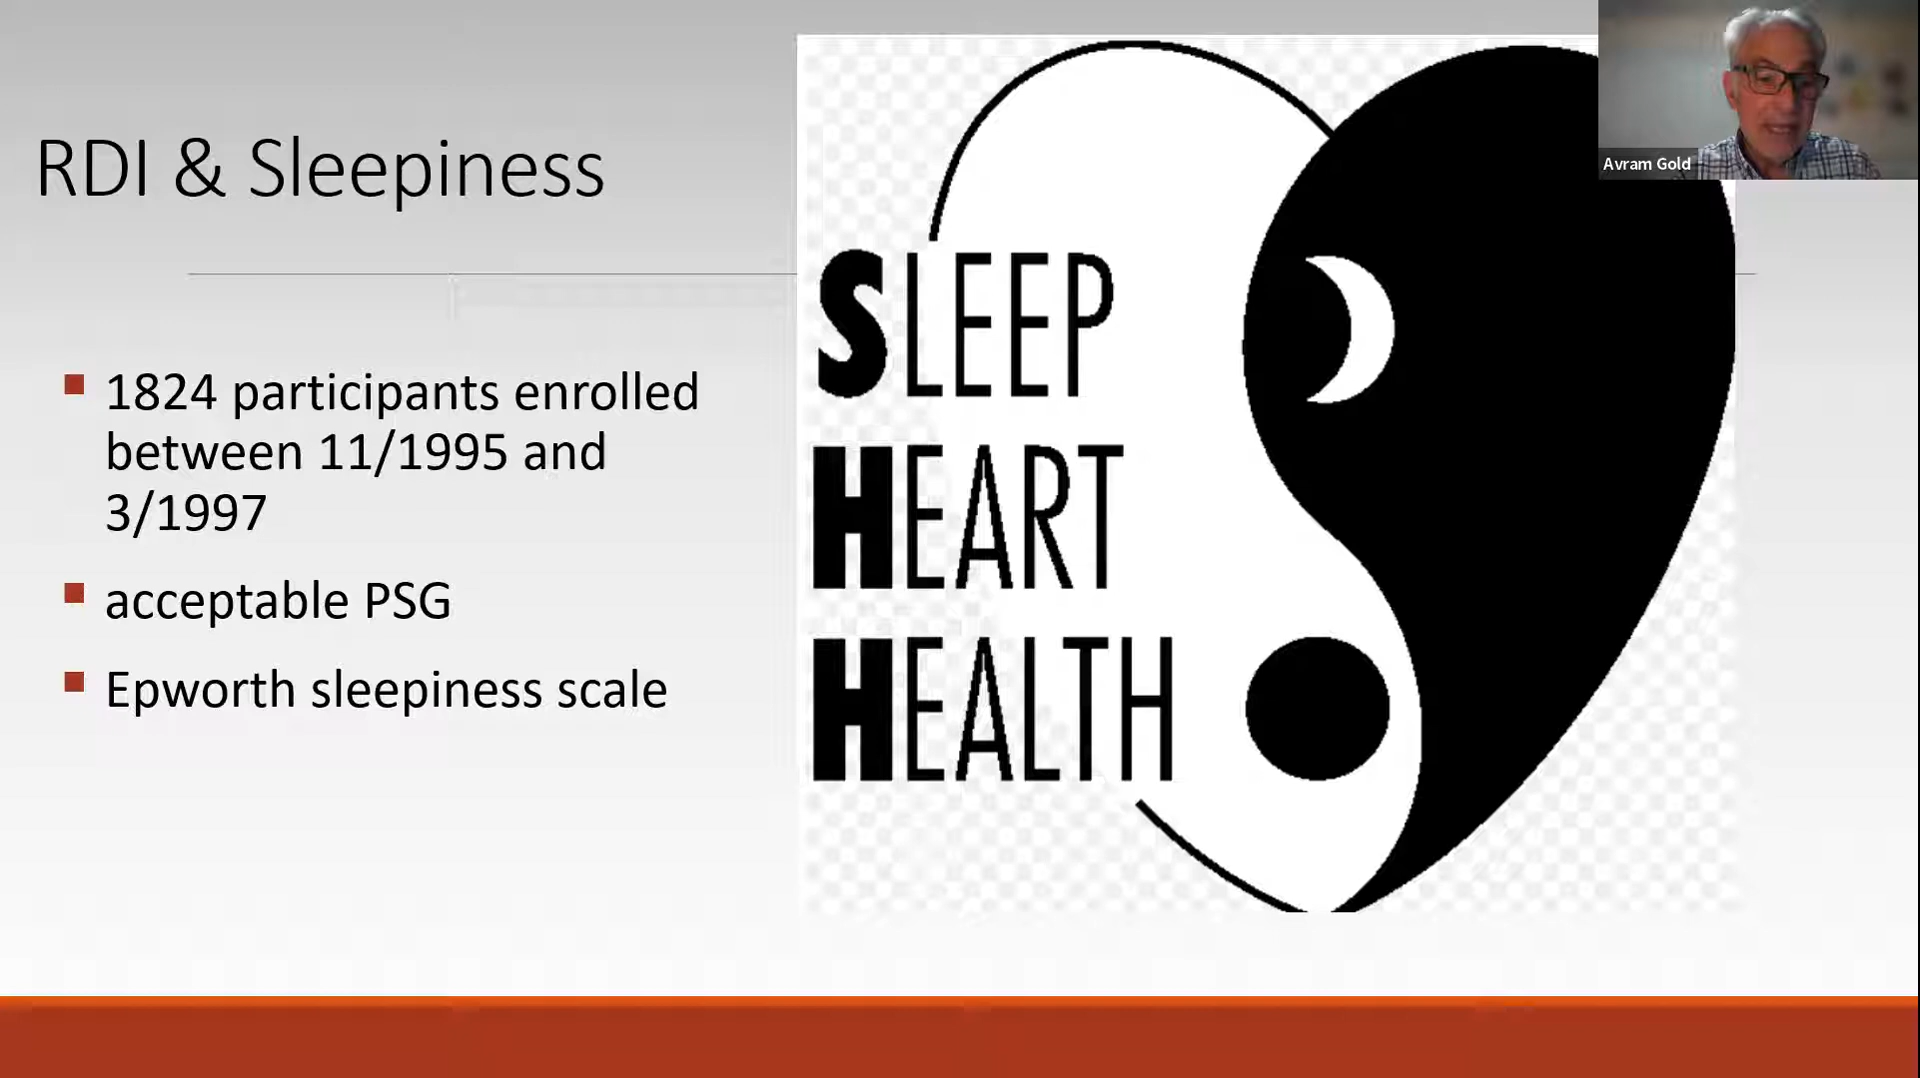 RDI & Sleepiness
1824 participants enrolled
between 11/1995 and
3/1997
acceptable PSG
Epworth sleepiness scale
SLEEP
HEART
HEALTH
Avram Gold